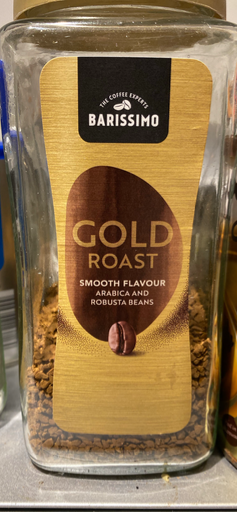 THE COFFEE EXPERTS
BARISSIMO
GOLD
ROAST
SMOOTH FLAVOUR
ARABICA AND
ROBUSTA BEANS